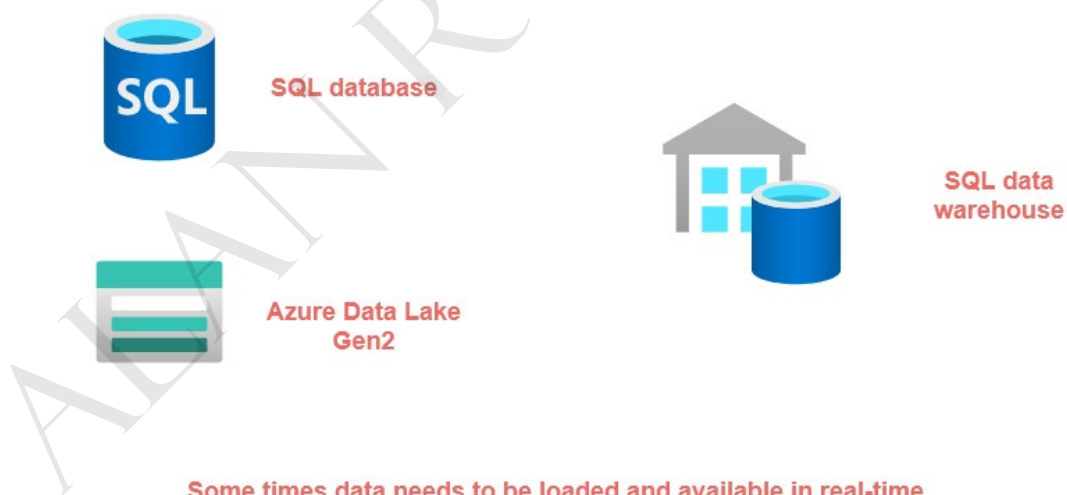 SQL
SQL database
SQL data
warehouse
Azure Data Lake
Gen2
Some times data needs to be loaded and available in real-time
ALAN R